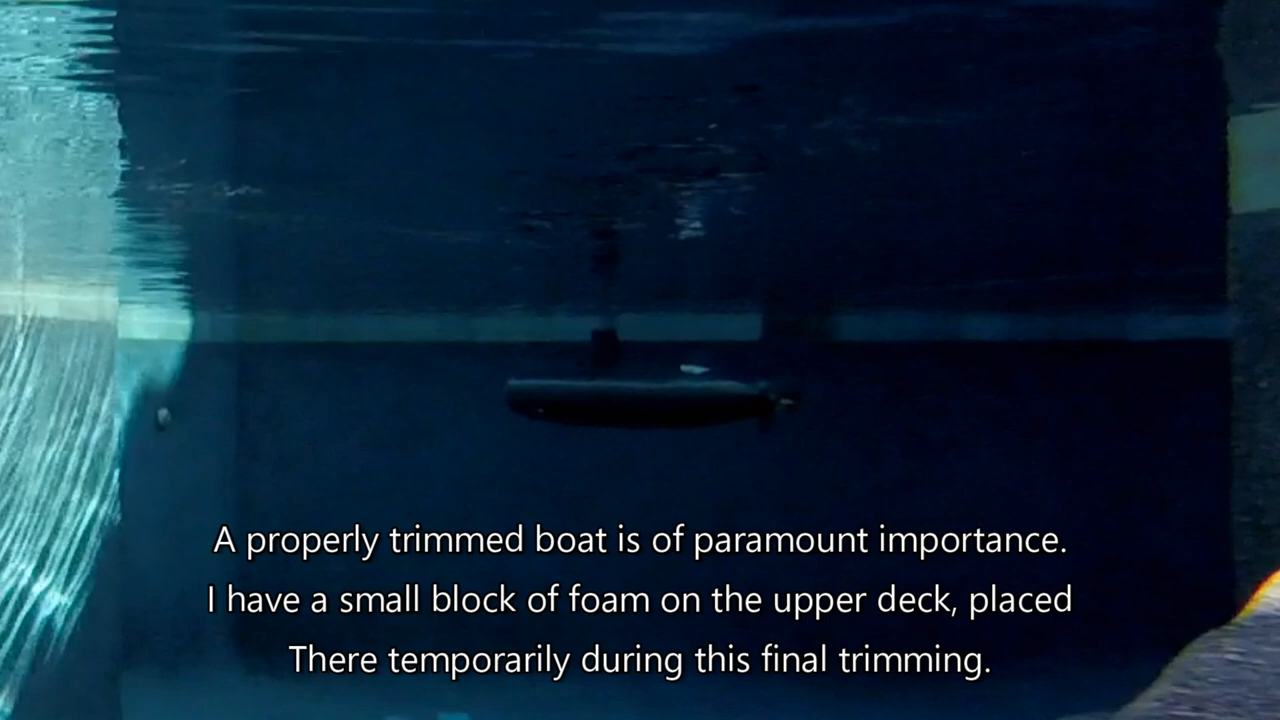 A properly trimmed boat is of paramount importance.
I have a small block of foam on the upper deck, placed
There temporarily during this final trimming.